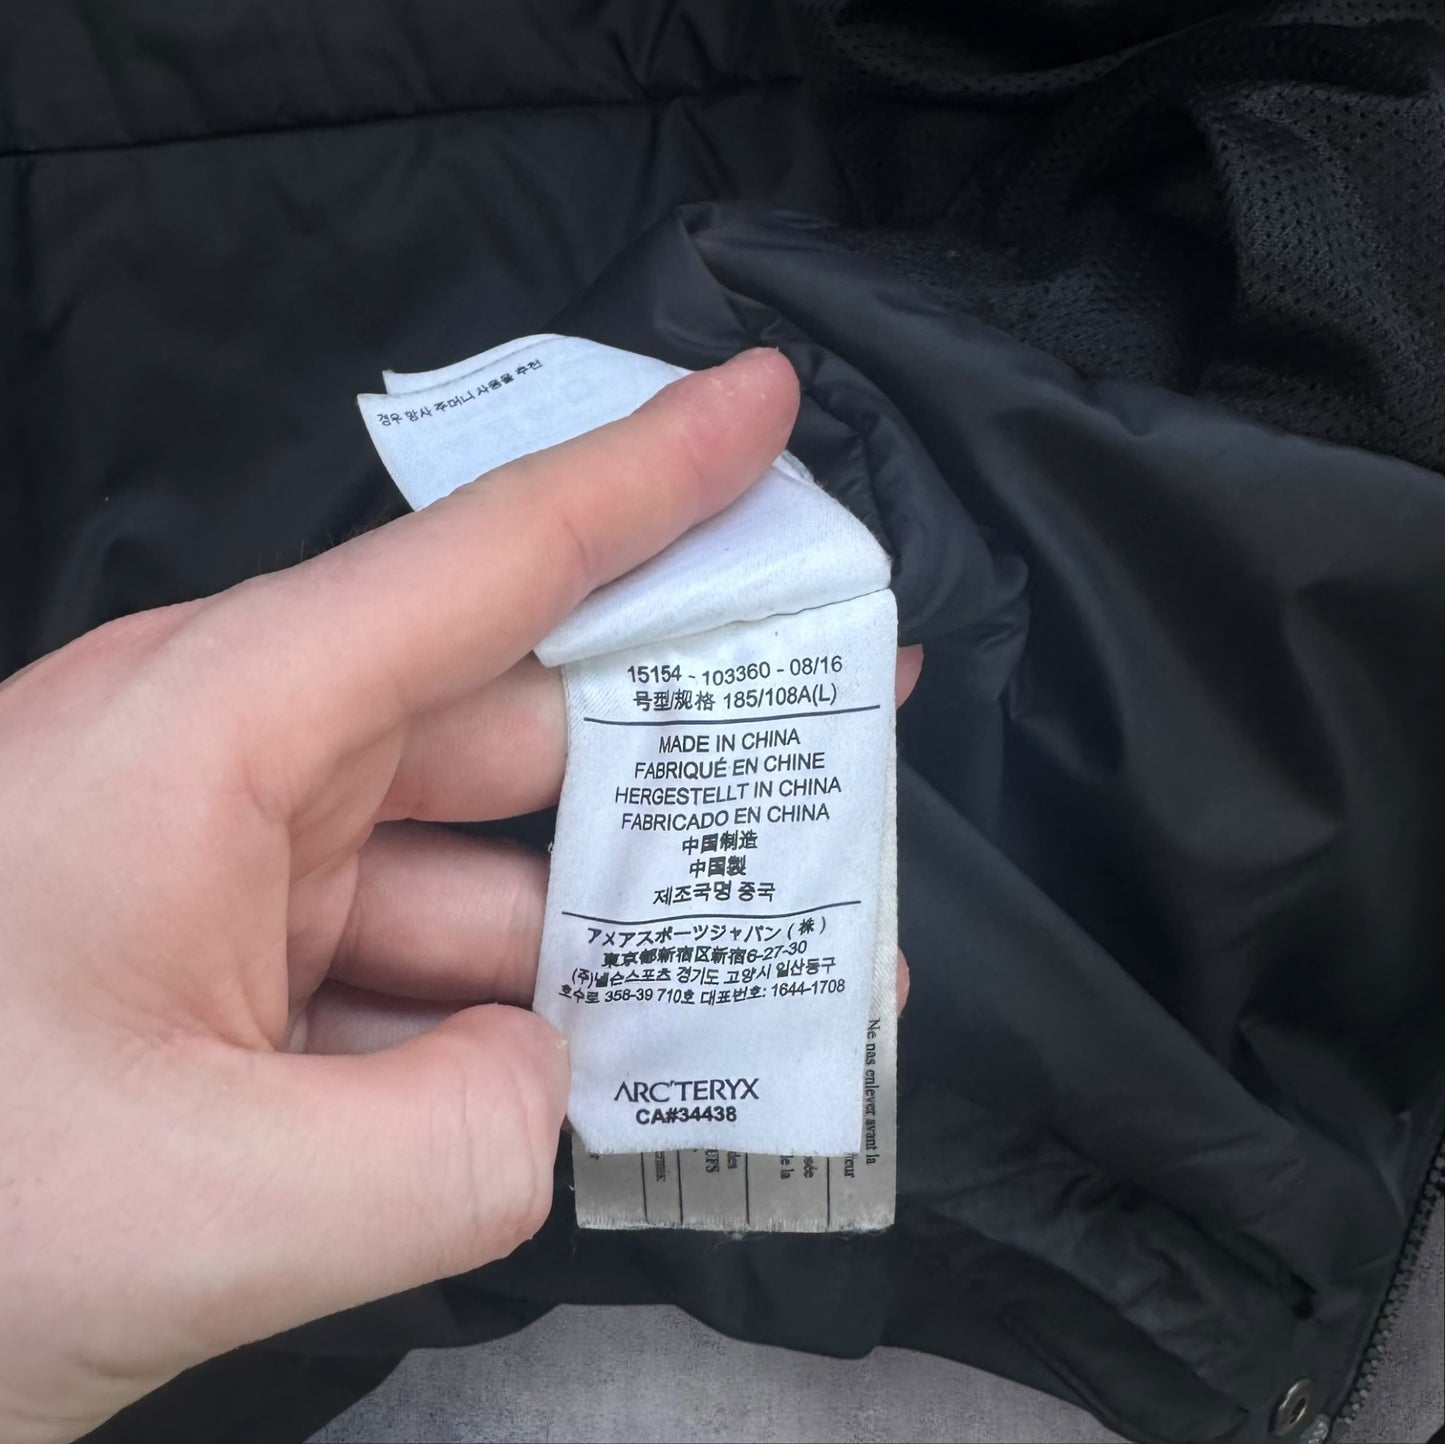 경우 망사 주머니 사용을 추천
15154 - 103360 - 08/16
号型/规格 185/108A(L)
MADE IN CHINA
FABRIQUÉ EN CHINE
HERGESTELLT IN CHINA
FABRICADO EN CHINA
中国制造
中国製
제조국명 중국
アメアスポーツジャパン ( 株 )
東京都新宿区新宿6-27-30
(주)넬슨스포츠 경기도 고양시 일산동구
호수로 358-39 710호 대표번호: 1644-1708
ARC'TERYX
CA#34438
Ne pas enlever avant la
de la
des